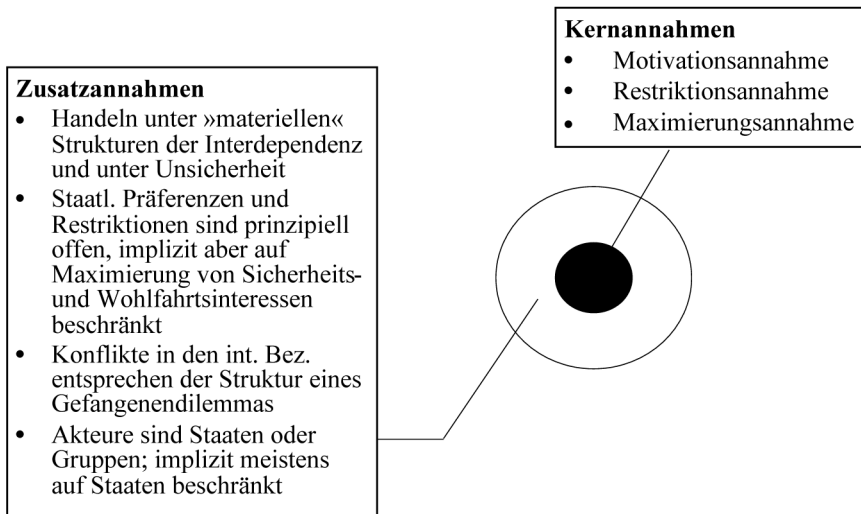 Kernannahmen
• Motivationsannahme
• Restriktionsannahme
• Maximierungsannahme
Zusatzannahmen
• Handeln unter »materiellen«
Strukturen der Interdependenz
und unter Unsicherheit
• Staatl. Präferenzen und
Restriktionen sind prinzipiell
offen, implizit aber auf
Maximierung von Sicherheits-
und Wohlfahrtsinteressen
beschränkt
• Konflikte in den int. Bez.
entsprechen der Struktur eines
Gefangenendilemmas
• Akteure sind Staaten oder
Gruppen; implizit meistens
auf Staaten beschränkt